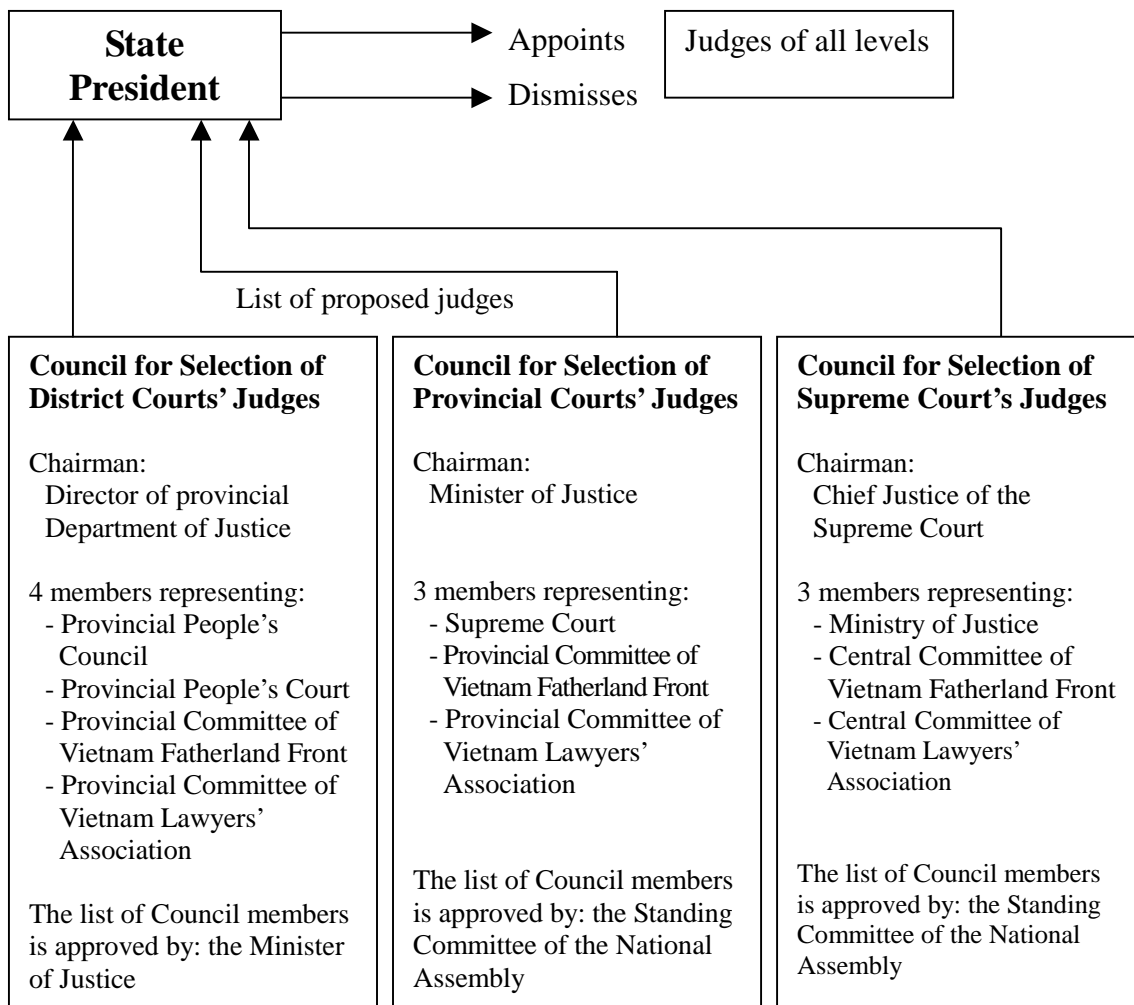 State
President
Appoints
Dismisses
Judges of all levels
List of proposed judges
Council for Selection of
District Courts’ Judges
Chairman:
Director of provincial
Department of Justice
4 members representing:
- Provincial People’s
Council
- Provincial People’s Court
- Provincial Committee of
Vietnam Fatherland Front
- Provincial Committee of
Vietnam Lawyers’
Association
The list of Council members
is approved by: the Minister
of Justice
Council for Selection of
Provincial Courts’ Judges
Chairman:
Minister of Justice
3 members representing:
- Supreme Court
- Provincial Committee of
Vietnam Fatherland Front
- Provincial Committee of
Vietnam Lawyers’
Association
The list of Council members
is approved by: the Standing
Committee of the National
Assembly
Council for Selection of
Supreme Court’s Judges
Chairman:
Chief Justice of the
Supreme Court
3 members representing:
- Ministry of Justice
- Central Committee of
Vietnam Fatherland Front
- Central Committee of
Vietnam Lawyers’
Association
The list of Council members
is approved by: the Standing
Committee of the National
Assembly